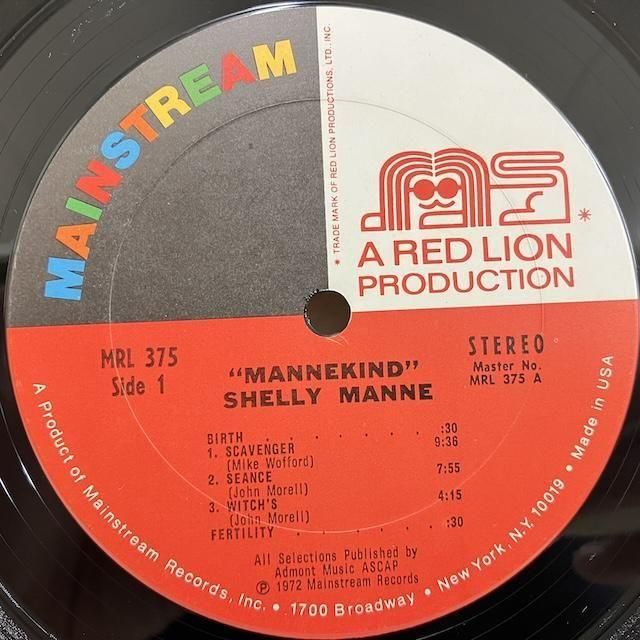 MAINSTREAM
* TRADE MARK OF RED LION PRODUCTIONS, LTD., INC.
ms*
A RED LION
PRODUCTION
MRL 375
Side 1
"MANNEKIND"
SHELLY MANNE
STEREO
Master No.
MRL 375 A
BIRTH . . . . . . . :30
1. SCAVENGER 9:36
(Mike Wofford)
2. SEANCE 7:55
(John Morell)
3. WITCH'S 4:15
(John Morell)
FERTILITY . . . . . . :30
All Selections Published by
Admont Music ASCAP
Ⓟ 1972 Mainstream Records
A Product of Mainstream Records, Inc. • 1700 Broadway • New York, N.Y. 10019 • Made in USA